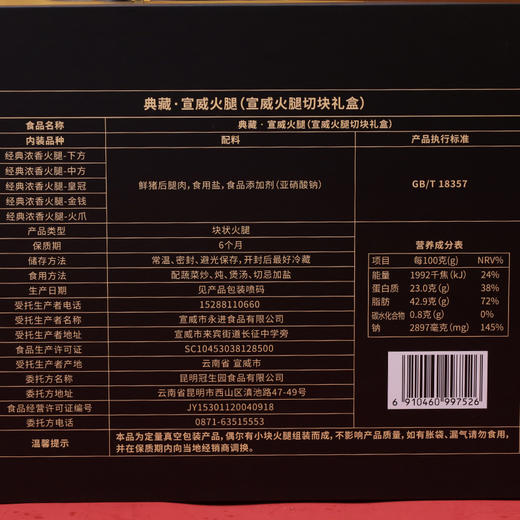 典藏·宣威火腿(宣威火腿切块礼盒)
食品名称 典藏·宣威火腿(宣威火腿切块礼盒)
内装品种 配料 产品执行标准
经典浓香火腿-下方
经典浓香火腿-中方
经典浓香火腿-皇冠
经典浓香火腿-金钱
经典浓香火腿-火爪
鲜猪后腿肉,食用盐,食品添加剂(亚硝酸钠)
GB/T 18357
产品类型 块状火腿
保质期 6个月
储存方法 常温、密封、避光保存,开封后最好冷藏
食用方法 配蔬菜炒、炖、煲汤、切忌加盐
生产日期 见产品包装喷码
受托生产者电话 15288110660
受托生产者名称 宣威市永进食品有限公司
受托生产者地址 宣威市来宾街道长征中学旁
食品生产许可证 SC10453038128500
受托生产者产地 云南省 宣威市
委托方名称 昆明冠生园食品有限公司
委托方地址 云南省昆明市西山区滇池路47-49号
食品经营许可证编号 JY15301120040918
委托方电话 0871-63515553
营养成分表
项目 每100克(g) NRV%
能量 1992千焦(kJ) 24%
蛋白质 23.0克(g) 38%
脂肪 42.9克(g) 72%
碳水化合物 0.8克(g) 0%
钠 2897毫克(mg) 145%
6 910460 997526
温馨提示 本品为定量真空包装产品,偶尔有小块火腿组装而成,不影响产品质量,如有胀袋、漏气请勿食用,
并在保质期内向当地经销商调换。